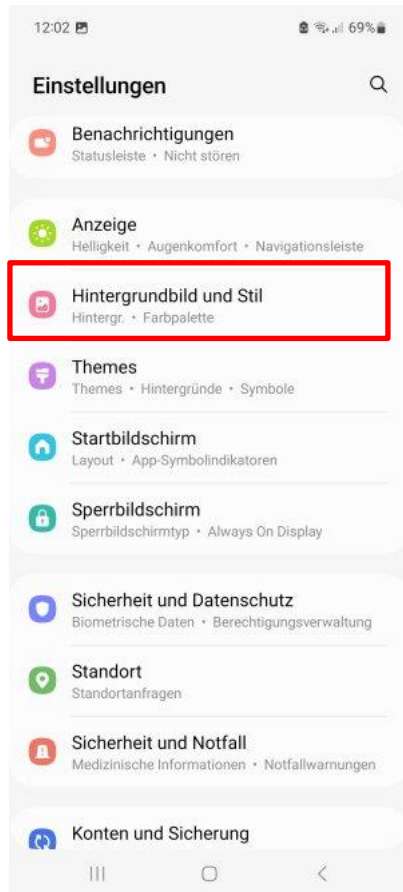 12:02 69%
Einstellungen
Benachrichtigungen
Statusleiste • Nicht stören
Anzeige
Helligkeit • Augenkomfort • Navigationsleiste
Hintergrundbild und Stil
Hintergr. • Farbpalette
Themes
Themes • Hintergründe • Symbole
Startbildschirm
Layout • App-Symbolindikatoren
Sperrbildschirm
Sperrbildschirmtyp • Always On Display
Sicherheit und Datenschutz
Biometrische Daten • Berechtigungsverwaltung
Standort
Standortanfragen
Sicherheit und Notfall
Medizinische Informationen • Notfallwarnungen
Konten und Sicherung